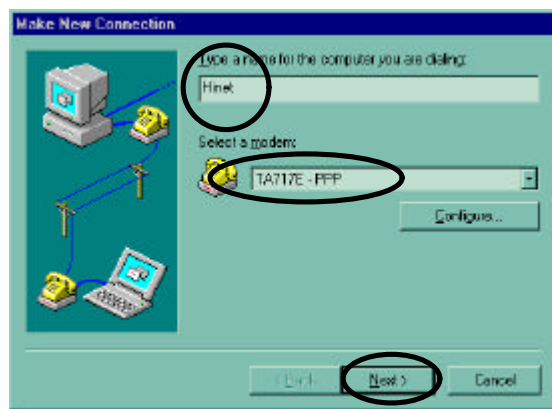 Make New Connection
Type a name for the computer you are dialing:
Hinet
Select a modem:
TA717E - PPP
Configure...
< Back
Next >
Cancel